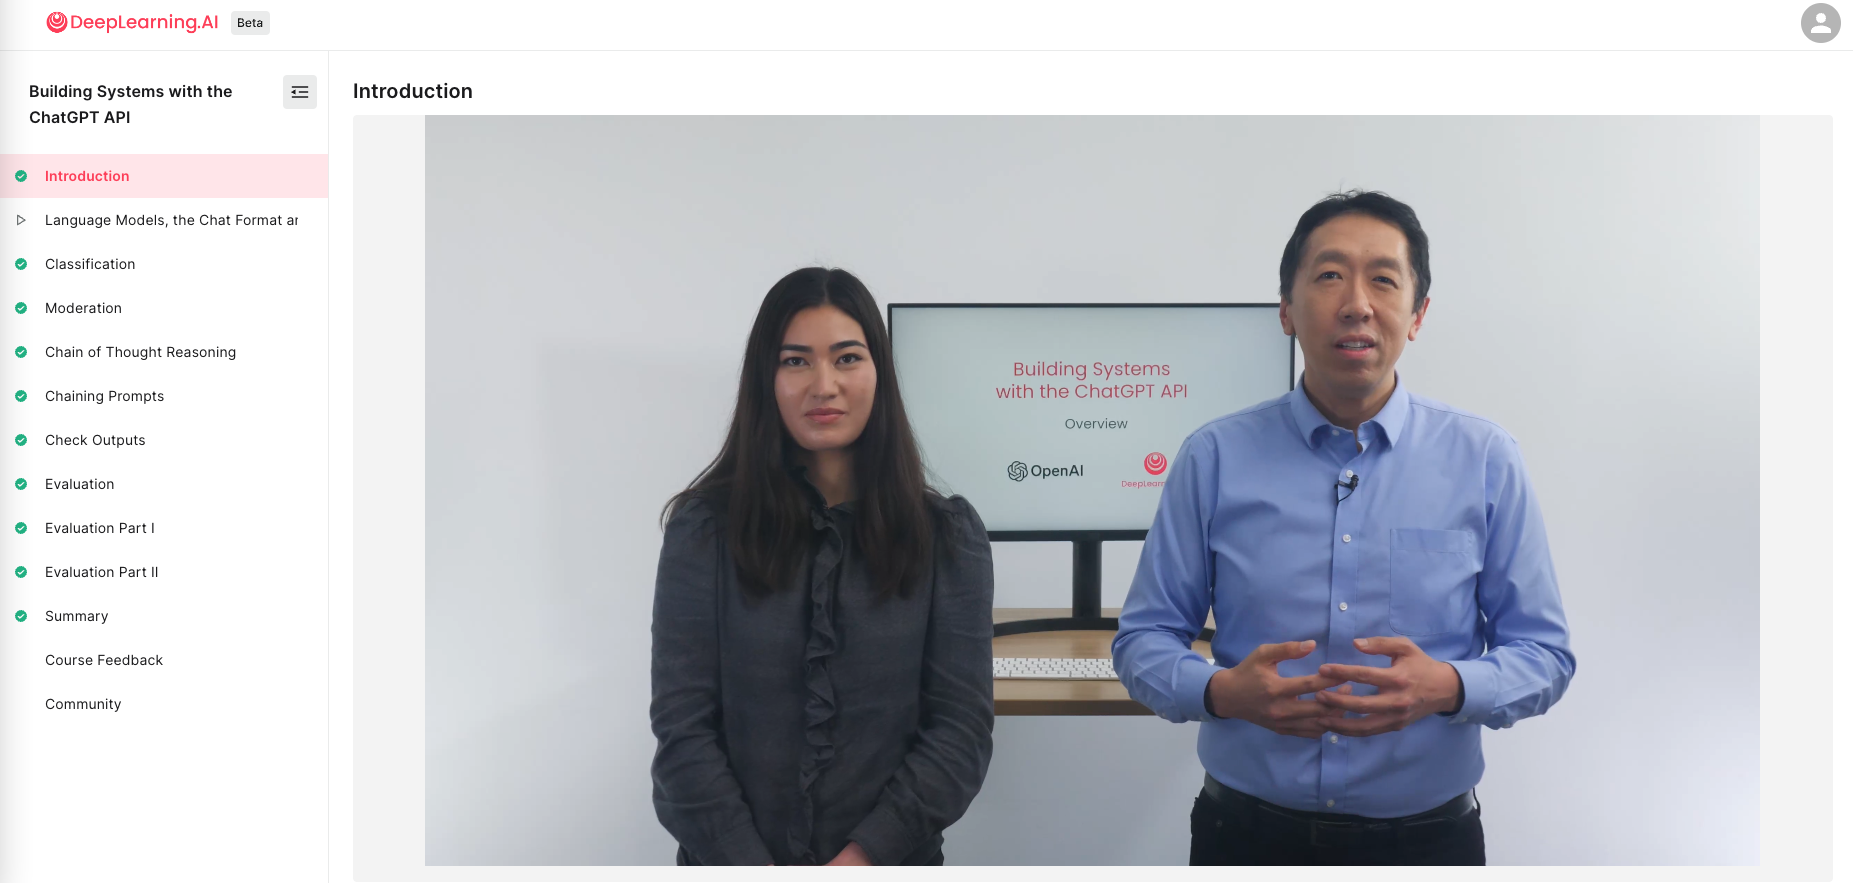 DeepLearning.AI
Beta
Building Systems with the
ChatGPT API
Introduction
Language Models, the Chat Format ar
Classification
Moderation
Chain of Thought Reasoning
Chaining Prompts
Check Outputs
Evaluation
Evaluation Part I
Evaluation Part II
Summary
Course Feedback
Community
Introduction
Building Systems
with the ChatGPT API
Overview
OpenAI
DeepLear